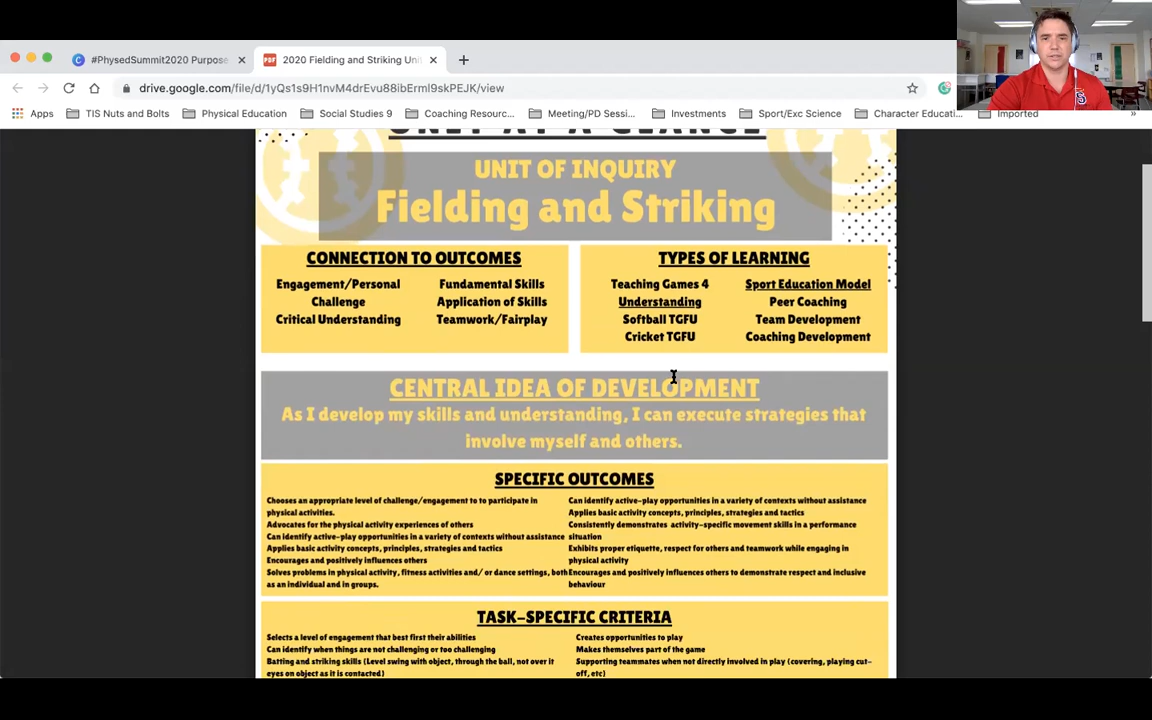 #PhysedSummit2020 Purpose
2020 Fielding and Striking Uni
drive.google.com/file/d/1yQs1s9H1nvM4drEvu88ibErml9skPEJK/view
Apps
TIS Nuts and Bolts
Physical Education
Social Studies 9
Coaching Resourc...
Meeting/PD Sessi...
Investments
Sport/Exc Science
Character Educati...
Imported
UNIT AT A GLANCE
UNIT OF INQUIRY
Fielding and Striking
CONNECTION TO OUTCOMES
Engagement/Personal
Challenge
Critical Understanding
Fundamental Skills
Application of Skills
Teamwork/Fairplay
TYPES OF LEARNING
Teaching Games 4
Understanding
Softball TGFU
Cricket TGFU
Sport Education Model
Peer Coaching
Team Development
Coaching Development
CENTRAL IDEA OF DEVELOPMENT
As I develop my skills and understanding, I can execute strategies that
involve myself and others.
SPECIFIC OUTCOMES
Chooses an appropriate level of challenge/engagement to to participate in
physical activities.
Advocates for the physical activity experiences of others
Can identify active-play opportunities in a variety of contexts without assistance
Applies basic activity concepts, principles, strategies and tactics
Encourages and positively influences others
Solves problems in physical activity, fitness activities and/ or dance settings, both
as an individual and in groups.
Can identify active-play opportunities in a variety of contexts without assistance
Applies basic activity concepts, principles, strategies and tactics
Consistently demonstrates activity-specific movement skills in a performance
situation
Exhibits proper etiquette, respect for others and teamwork while engaging in
physical activity
Encourages and positively influences others to demonstrate respect and inclusive
behaviour
TASK-SPECIFIC CRITERIA
Selects a level of engagement that best first their abilities
Can identify when things are not challenging or too challenging
Batting and striking skills (Level swing with object, through the ball, not over it
eyes on object as it is contacted)
Creates opportunities to play
Makes themselves part of the game
Supporting teammates when not directly involved in play (covering, playing cut-
off, etc)